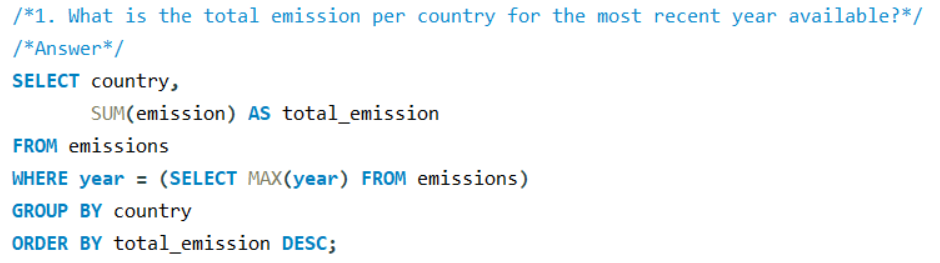 /*1. What is the total emission per country for the most recent year available?*/
/*Answer*/
SELECT country,
       SUM(emission) AS total_emission
FROM emissions
WHERE year = (SELECT MAX(year) FROM emissions)
GROUP BY country
ORDER BY total_emission DESC;